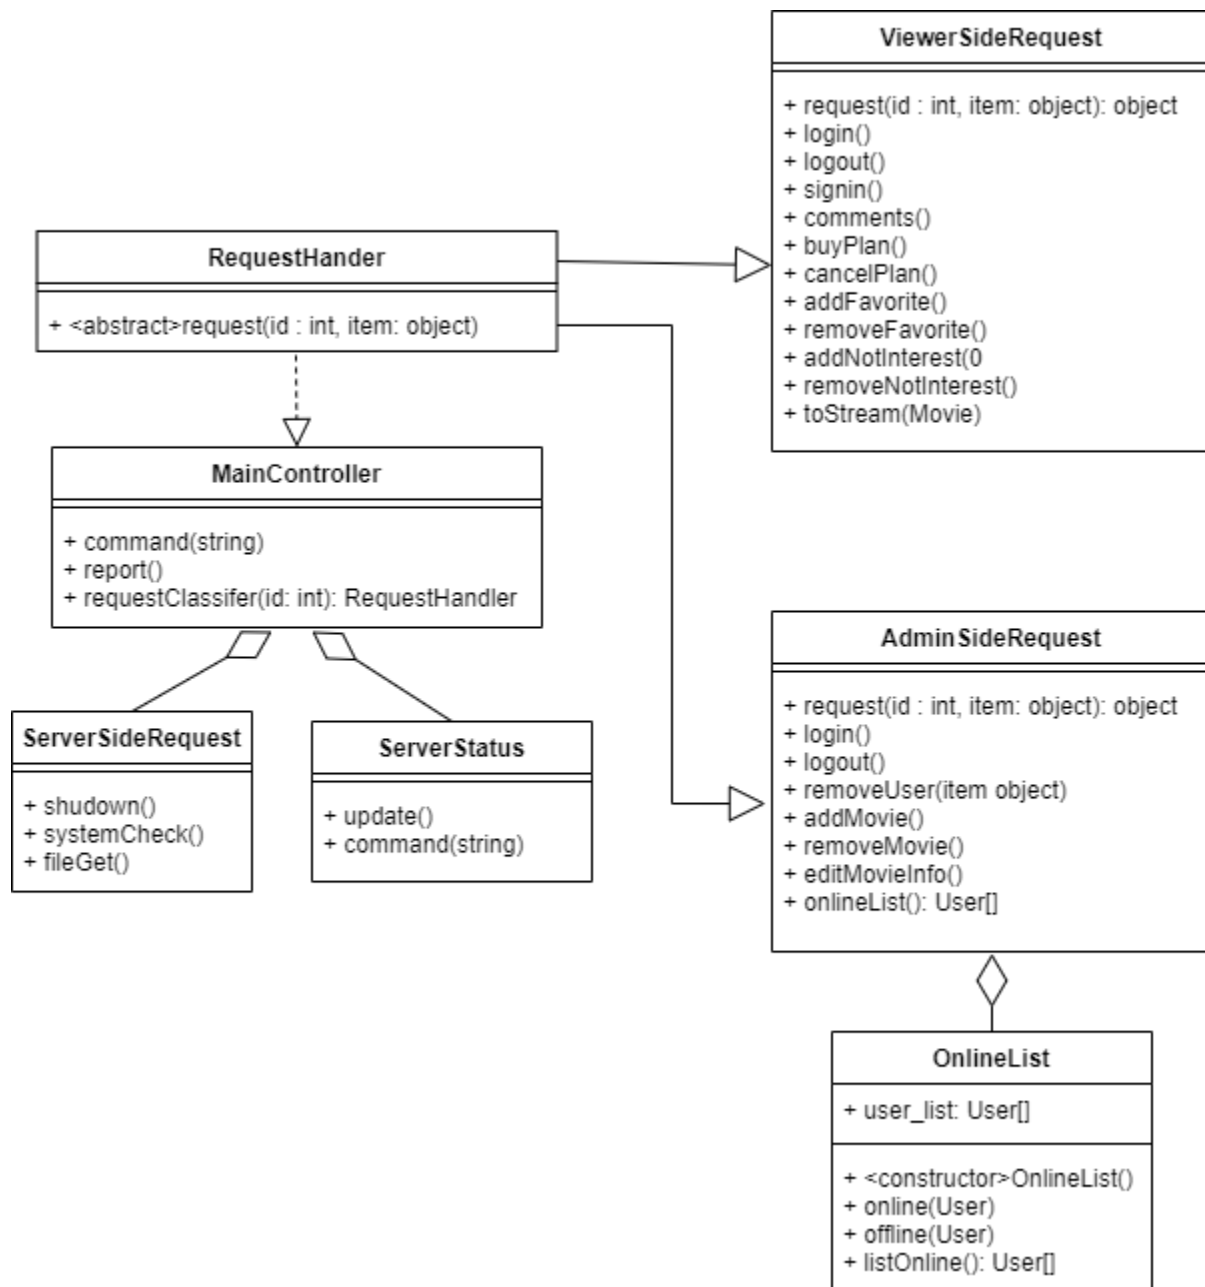 ViewerSideRequest
+ request(id : int, item: object): object
+ login()
+ logout()
+ signin()
+ comments()
+ buyPlan()
+ cancelPlan()
+ addFavorite()
+ removeFavorite()
+ addNotInterest(0
+ removeNotInterest()
+ toStream(Movie)
RequestHander
+ <abstract>request(id : int, item: object)
MainController
+ command(string)
+ report()
+ requestClassifer(id: int): RequestHandler
ServerSideRequest
+ shudown()
+ systemCheck()
+ fileGet()
ServerStatus
+ update()
+ command(string)
AdminSideRequest
+ request(id : int, item: object): object
+ login()
+ logout()
+ removeUser(item object)
+ addMovie()
+ removeMovie()
+ editMovieInfo()
+ onlineList(): User[]
OnlineList
+ user_list: User[]
+ <constructor>OnlineList()
+ online(User)
+ offline(User)
+ listOnline(): User[]